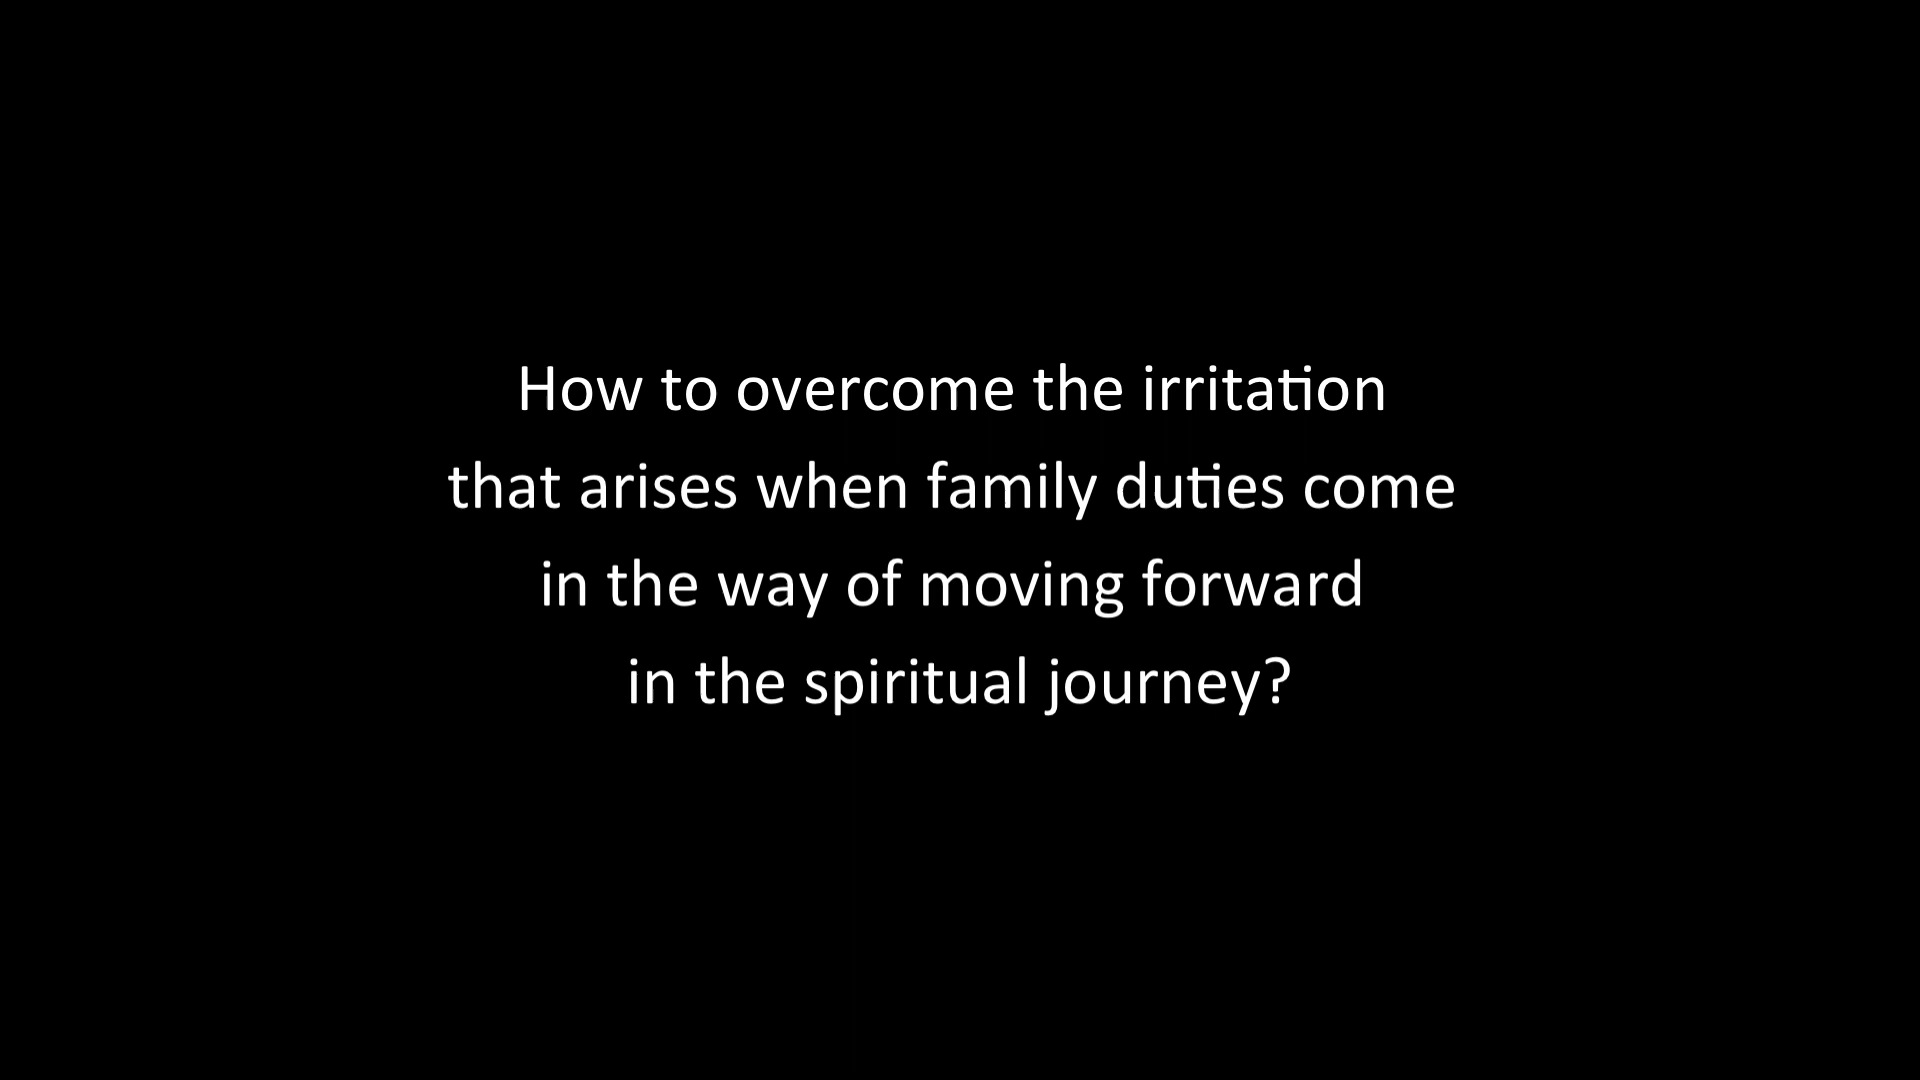 How to overcome the irritation
that arises when family duties come
in the way of moving forward
in the spiritual journey?